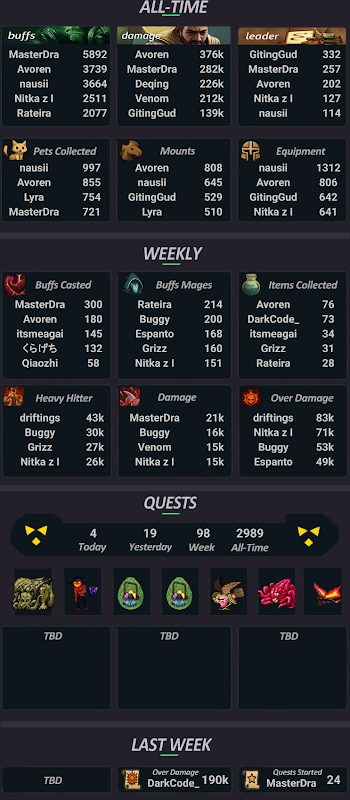 ALL-TIME
buffs
MasterDra 5892
Avoren 3739
nausii 3664
Nitka z l 2511
Rateira 2077
damage
Avoren 376k
MasterDra 282k
Deqing 226k
Venom 212k
GitingGud 139k
leader
GitingGud 332
MasterDra 257
Avoren 202
Nitka z l 127
nausii 114
Pets Collected
nausii 997
Avoren 855
Lyra 754
MasterDra 721
Mounts
Avoren 808
nausii 645
GitingGud 529
Lyra 510
Equipment
nausii 1312
Avoren 806
GitingGud 642
Nitka z l 641
WEEKLY
Buffs Casted
MasterDra 300
Avoren 180
itsmeagai 145
くらげち 132
Qiaozhi 58
Buffs Mages
Rateira 214
Buggy 200
Espanto 168
Grizz 160
Nitka z l 151
Items Collected
Avoren 76
DarkCode_ 73
itsmeagai 34
Grizz 31
Rateira 28
Heavy Hitter
driftings 43k
Buggy 30k
Grizz 27k
Nitka z l 26k
Damage
MasterDra 21k
Buggy 16k
Venom 15k
Nitka z l 15k
Over Damage
driftings 83k
Nitka z l 71k
Buggy 53k
Espanto 49k
QUESTS
4 19 98 2989
Today Yesterday Week All-Time
TBD TBD TBD
LAST WEEK
TBD
Over Damage
DarkCode_ 190k
Quests Started
MasterDra 24